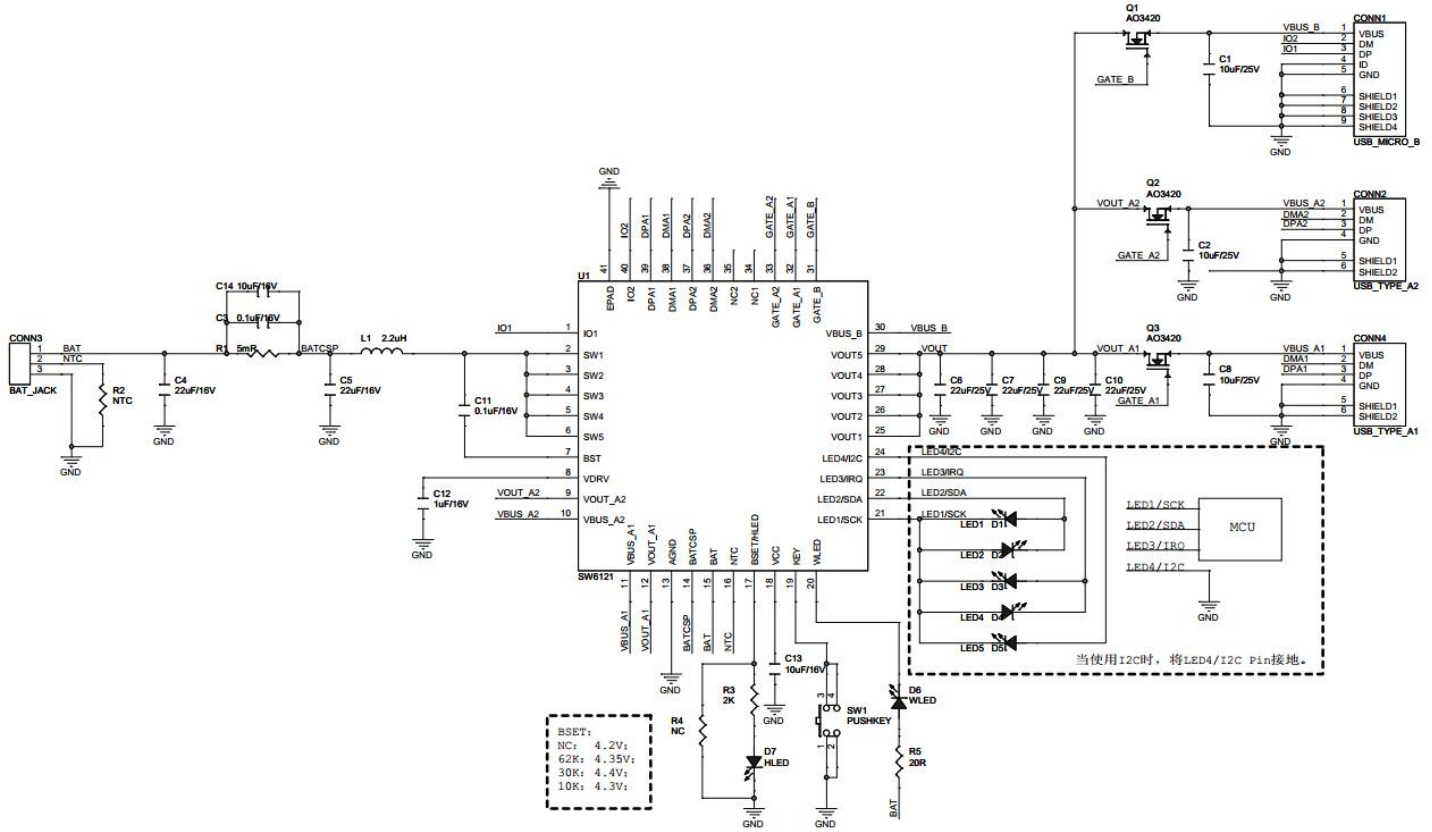 Q1
AO3420
GATE_B
C1
10uF/25V
VBUS_B
IO2
IO1
GND
CONN1
1 VBUS
2 DM
3 DP
4 ID
5 GND
6 SHIELD1
7 SHIELD2
8 SHIELD3
9 SHIELD4
USB_MICRO_B
Q2
AO3420
VOUT_A2
GATE_A2
C2
10uF/25V
GND
VBUS_A2
DMA2
DPA2
GND
CONN2
1 VBUS
2 DM
3 DP
4 GND
5 SHIELD1
6 SHIELD2
USB_TYPE_A2
Q3
AO3420
VOUT_A1
GATE_A1
C8
10uF/25V
GND
VBUS_A1
DMA1
DPA1
GND
CONN4
1 VBUS
2 DM
3 DP
4 GND
5 SHIELD1
6 SHIELD2
USB_TYPE_A1
CONN3
1 BAT
2 NTC
3
BAT_JACK
R2
NTC
GND
C4
22uF/16V
GND
C14 10uF/16V
C3 0.1uF/16V
R1 5mR
BATCSP
C5
22uF/16V
GND
L1 2.2uH
C11
0.1uF/16V
C12
1uF/16V
GND
IO1
VOUT_A2
VBUS_A2
GND
IO2
DPA1
DMA1
DPA2
DMA2
GATE_A2
GATE_A1
GATE_B
U1
41 EPAD
40 IO2
39 DPA1
38 DMA1
37 DPA2
36 DMA2
35 NC2
34 NC1
33 GATE_A2
32 GATE_A1
31 GATE_B
1 IO1
2 SW1
3 SW2
4 SW3
5 SW4
6 SW5
7 BST
8 VDRV
9 VOUT_A2
10 VBUS_A2
VBUS_B 30
VOUT5 29
VOUT4 28
VOUT3 27
VOUT2 26
VOUT1 25
LED4/I2C 24
LED3/IRQ 23
LED2/SDA 22
LED1/SCK 21
11 VBUS_A1
12 VOUT_A1
13 AGND
14 BATCSP
15 BAT
16 NTC
17 BSET/HLED
18 VCC
19 KEY
20 WLED
SW6121
VBUS_B
VOUT
C6
22uF/25V
GND
C7
22uF/25V
GND
C9
22uF/25V
GND
C10
22uF/25V
GND
VBUS_A1
VOUT_A1
GND
BATCSP
BAT
NTC
R4
NC
R3
2K
D7
HLED
GND
C13
10uF/16V
GND
3
4
SW1
PUSHKEY
1
2
GND
D6
WLED
R5
20R
BAT
LED4/I2C
LED3/IRQ
LED2/SDA
LED1/SCK
LED1 D1
LED2 D2
LED3 D3
LED4 D4
LED5 D5
LED1/SCK
LED2/SDA
LED3/IRQ
LED4/I2C
MCU
GND
当使用I2C时，将LED4/I2C Pin接地。
BSET:
NC: 4.2V;
62K: 4.35V;
30K: 4.4V;
10K: 4.3V;